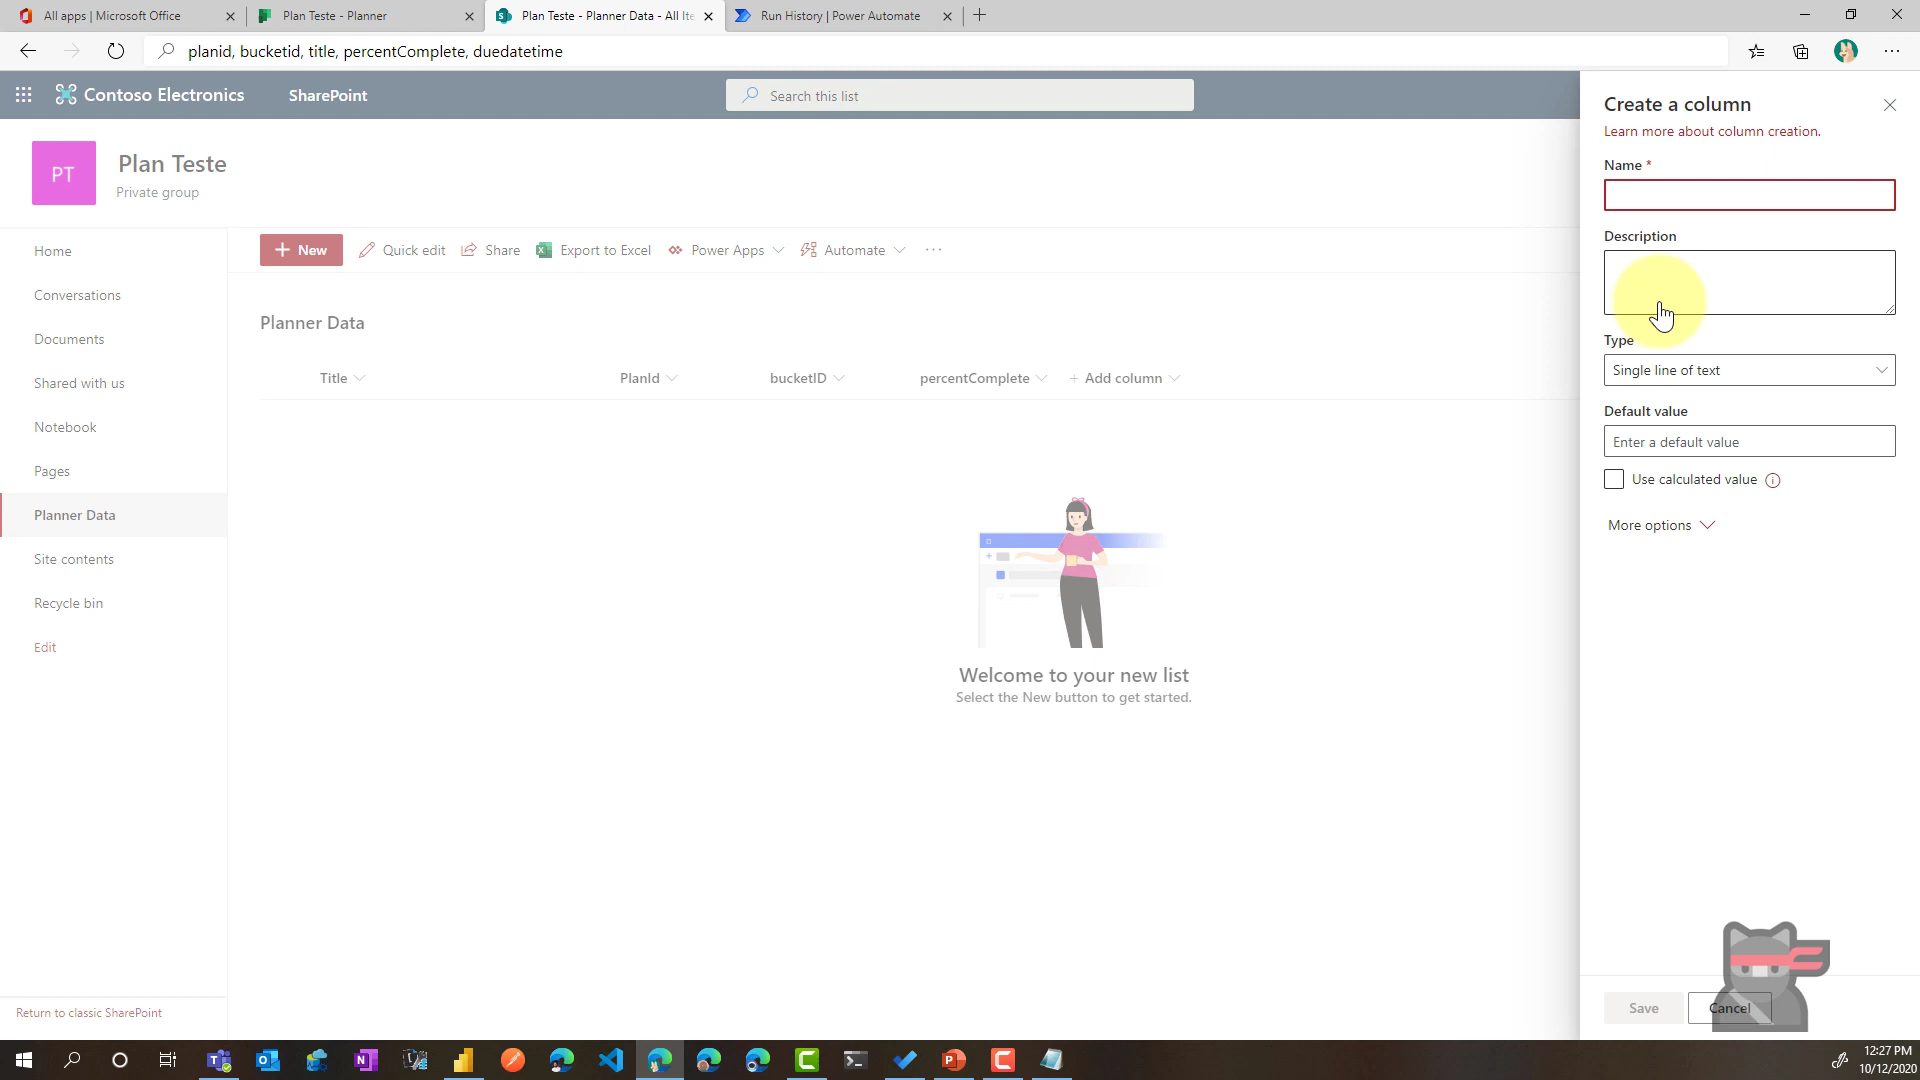 All apps | Microsoft Office
Plan Teste - Planner
Plan Teste - Planner Data - All Ite
Run History | Power Automate
planid, bucketid, title, percentComplete, duedatetime
Contoso Electronics
SharePoint
Search this list
PT
Plan Teste
Private group
Home
Conversations
Documents
Shared with us
Notebook
Pages
Planner Data
Site contents
Recycle bin
Edit
Return to classic SharePoint
New
Quick edit
Share
Export to Excel
Power Apps
Automate
Planner Data
Title
PlanId
bucketID
percentComplete
Add column
Welcome to your new list
Select the New button to get started.
Create a column
Learn more about column creation.
Name *
Description
Type
Single line of text
Default value
Enter a default value
Use calculated value
More options
Save
Cancel
12:27 PM
10/12/2020